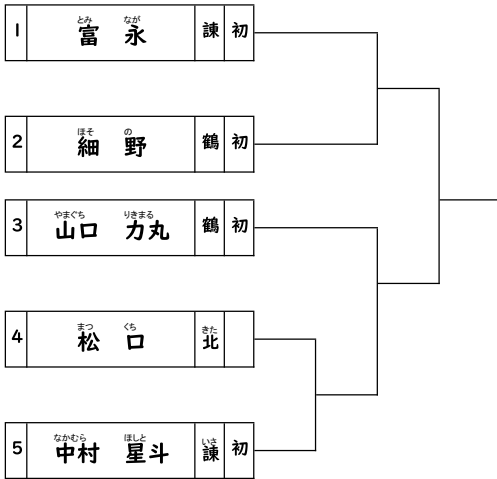 とみ なが
1 富 永 諌 初
ほそ の
2 細 野 鶴 初
やまぐち りきまる
3 山口 力丸 鶴 初
まつ くち きた
4 松 口 北
なかむら ほしと いさ
5 中村 星斗 諌 初